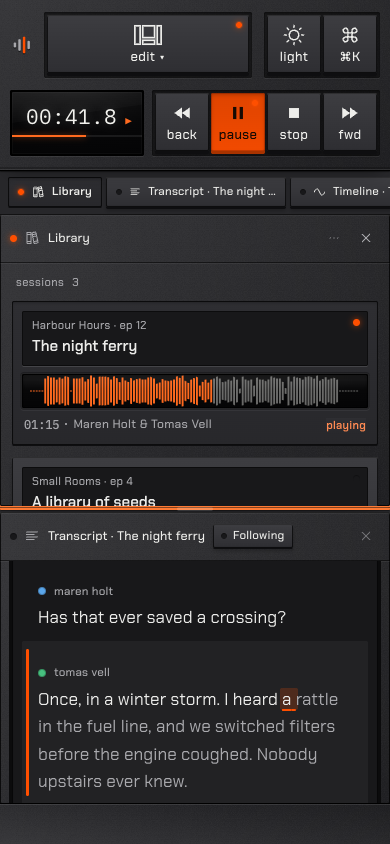 edit ▾
light
⌘K
00:41.8 ▸
back
pause
stop
fwd
Library
Transcript · The night ...
Timeline ·
Library
sessions 3
Harbour Hours · ep 12
The night ferry
01:15 · Maren Holt & Tomas Vell
playing
Small Rooms · ep 4
A library of seeds
Transcript · The night ferry
Following
maren holt
Has that ever saved a crossing?
tomas vell
Once, in a winter storm. I heard a rattle
in the fuel line, and we switched filters
before the engine coughed. Nobody
upstairs ever knew.